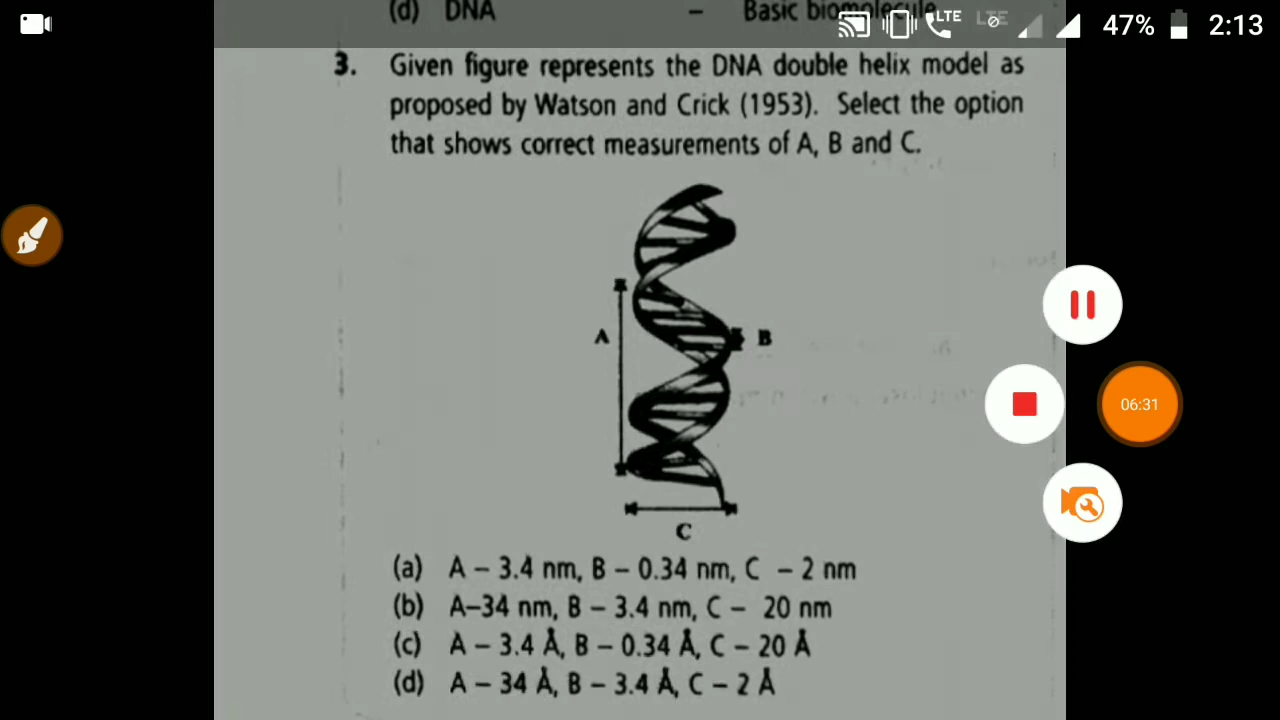 (d) DNA – Basic biomolecule
LTE LTE 47% 2:13
3. Given figure represents the DNA double helix model as
proposed by Watson and Crick (1953). Select the option
that shows correct measurements of A, B and C.
A B
06:31
C
(a) A – 3.4 nm, B – 0.34 nm, C – 2 nm
(b) A–34 nm, B – 3.4 nm, C – 20 nm
(c) A – 3.4 Å, B – 0.34 Å, C – 20 Å
(d) A – 34 Å, B – 3.4 Å, C – 2 Å